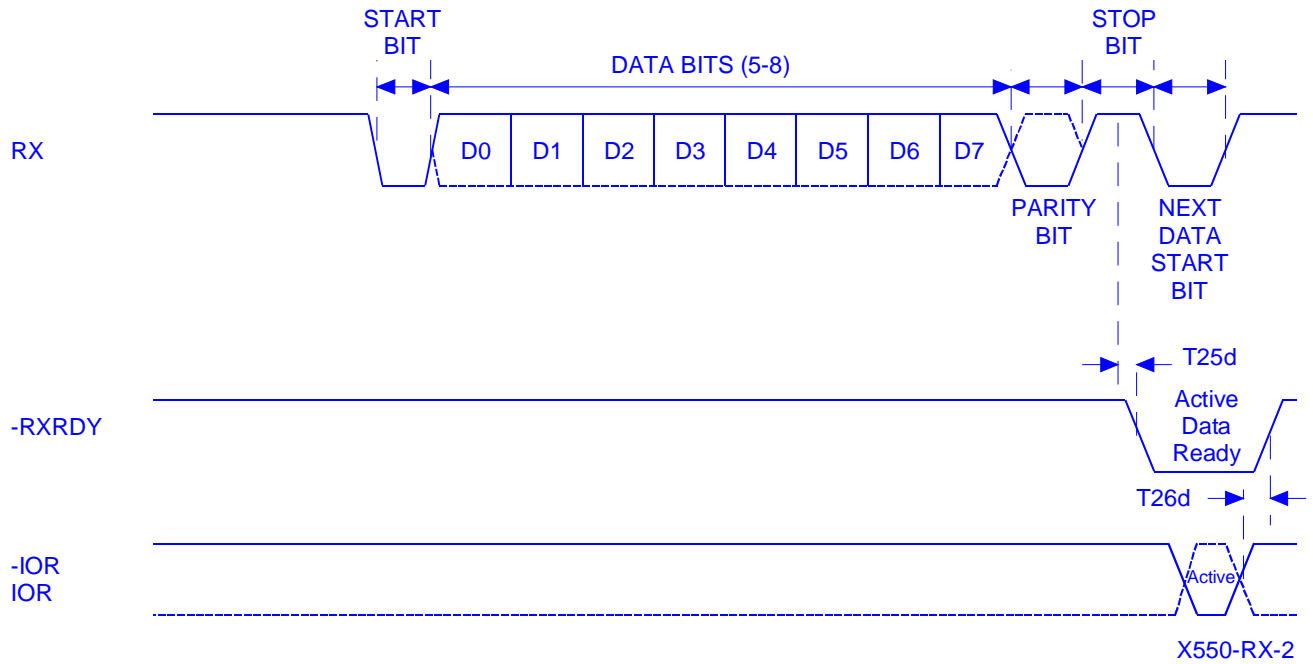 START
BIT
STOP
BIT
DATA BITS (5-8)
RX
D0 D1 D2 D3 D4 D5 D6 D7
PARITY
BIT
NEXT
DATA
START
BIT
T25d
-RXRDY
Active
Data
Ready
T26d
-IOR
IOR
Active
X550-RX-2